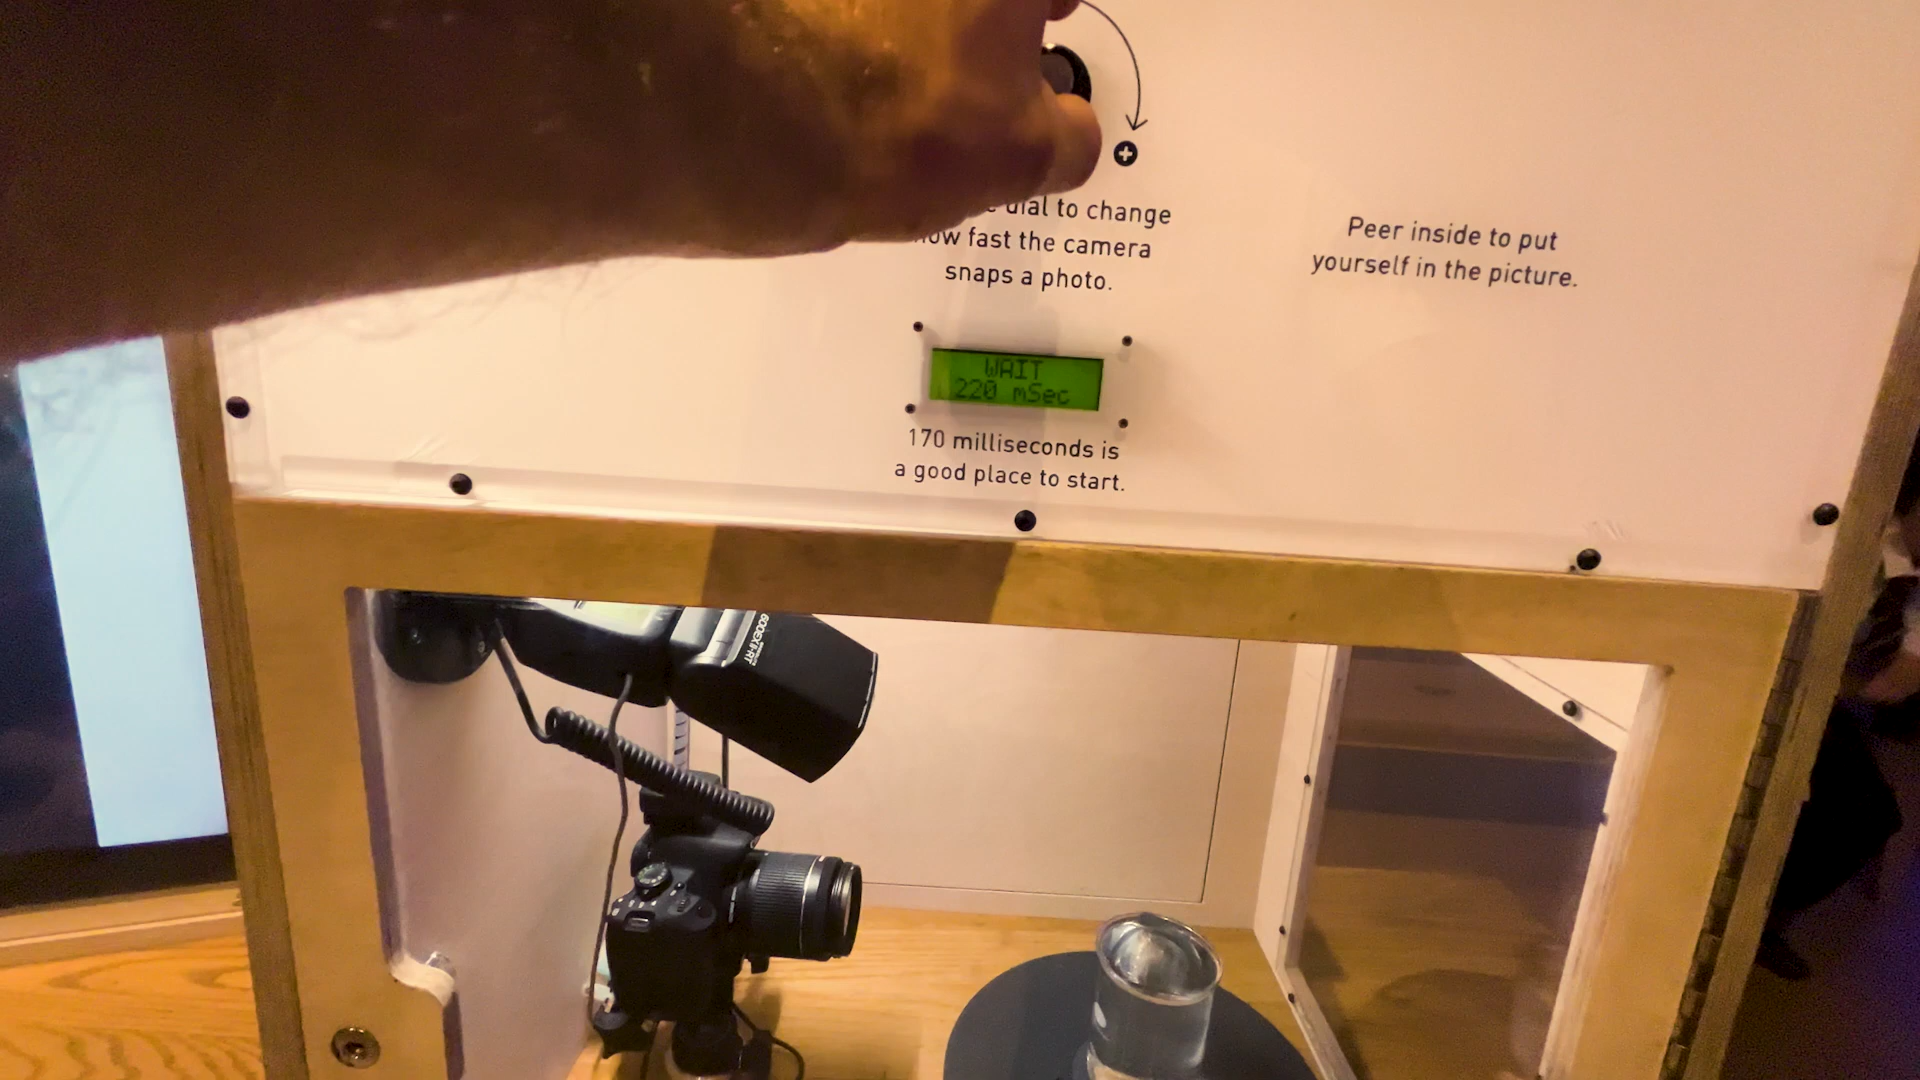 dial to change
how fast the camera
snaps a photo.
Peer inside to put
yourself in the picture.
WAIT
220 mSec
170 milliseconds is
a good place to start.
600EX II-RT